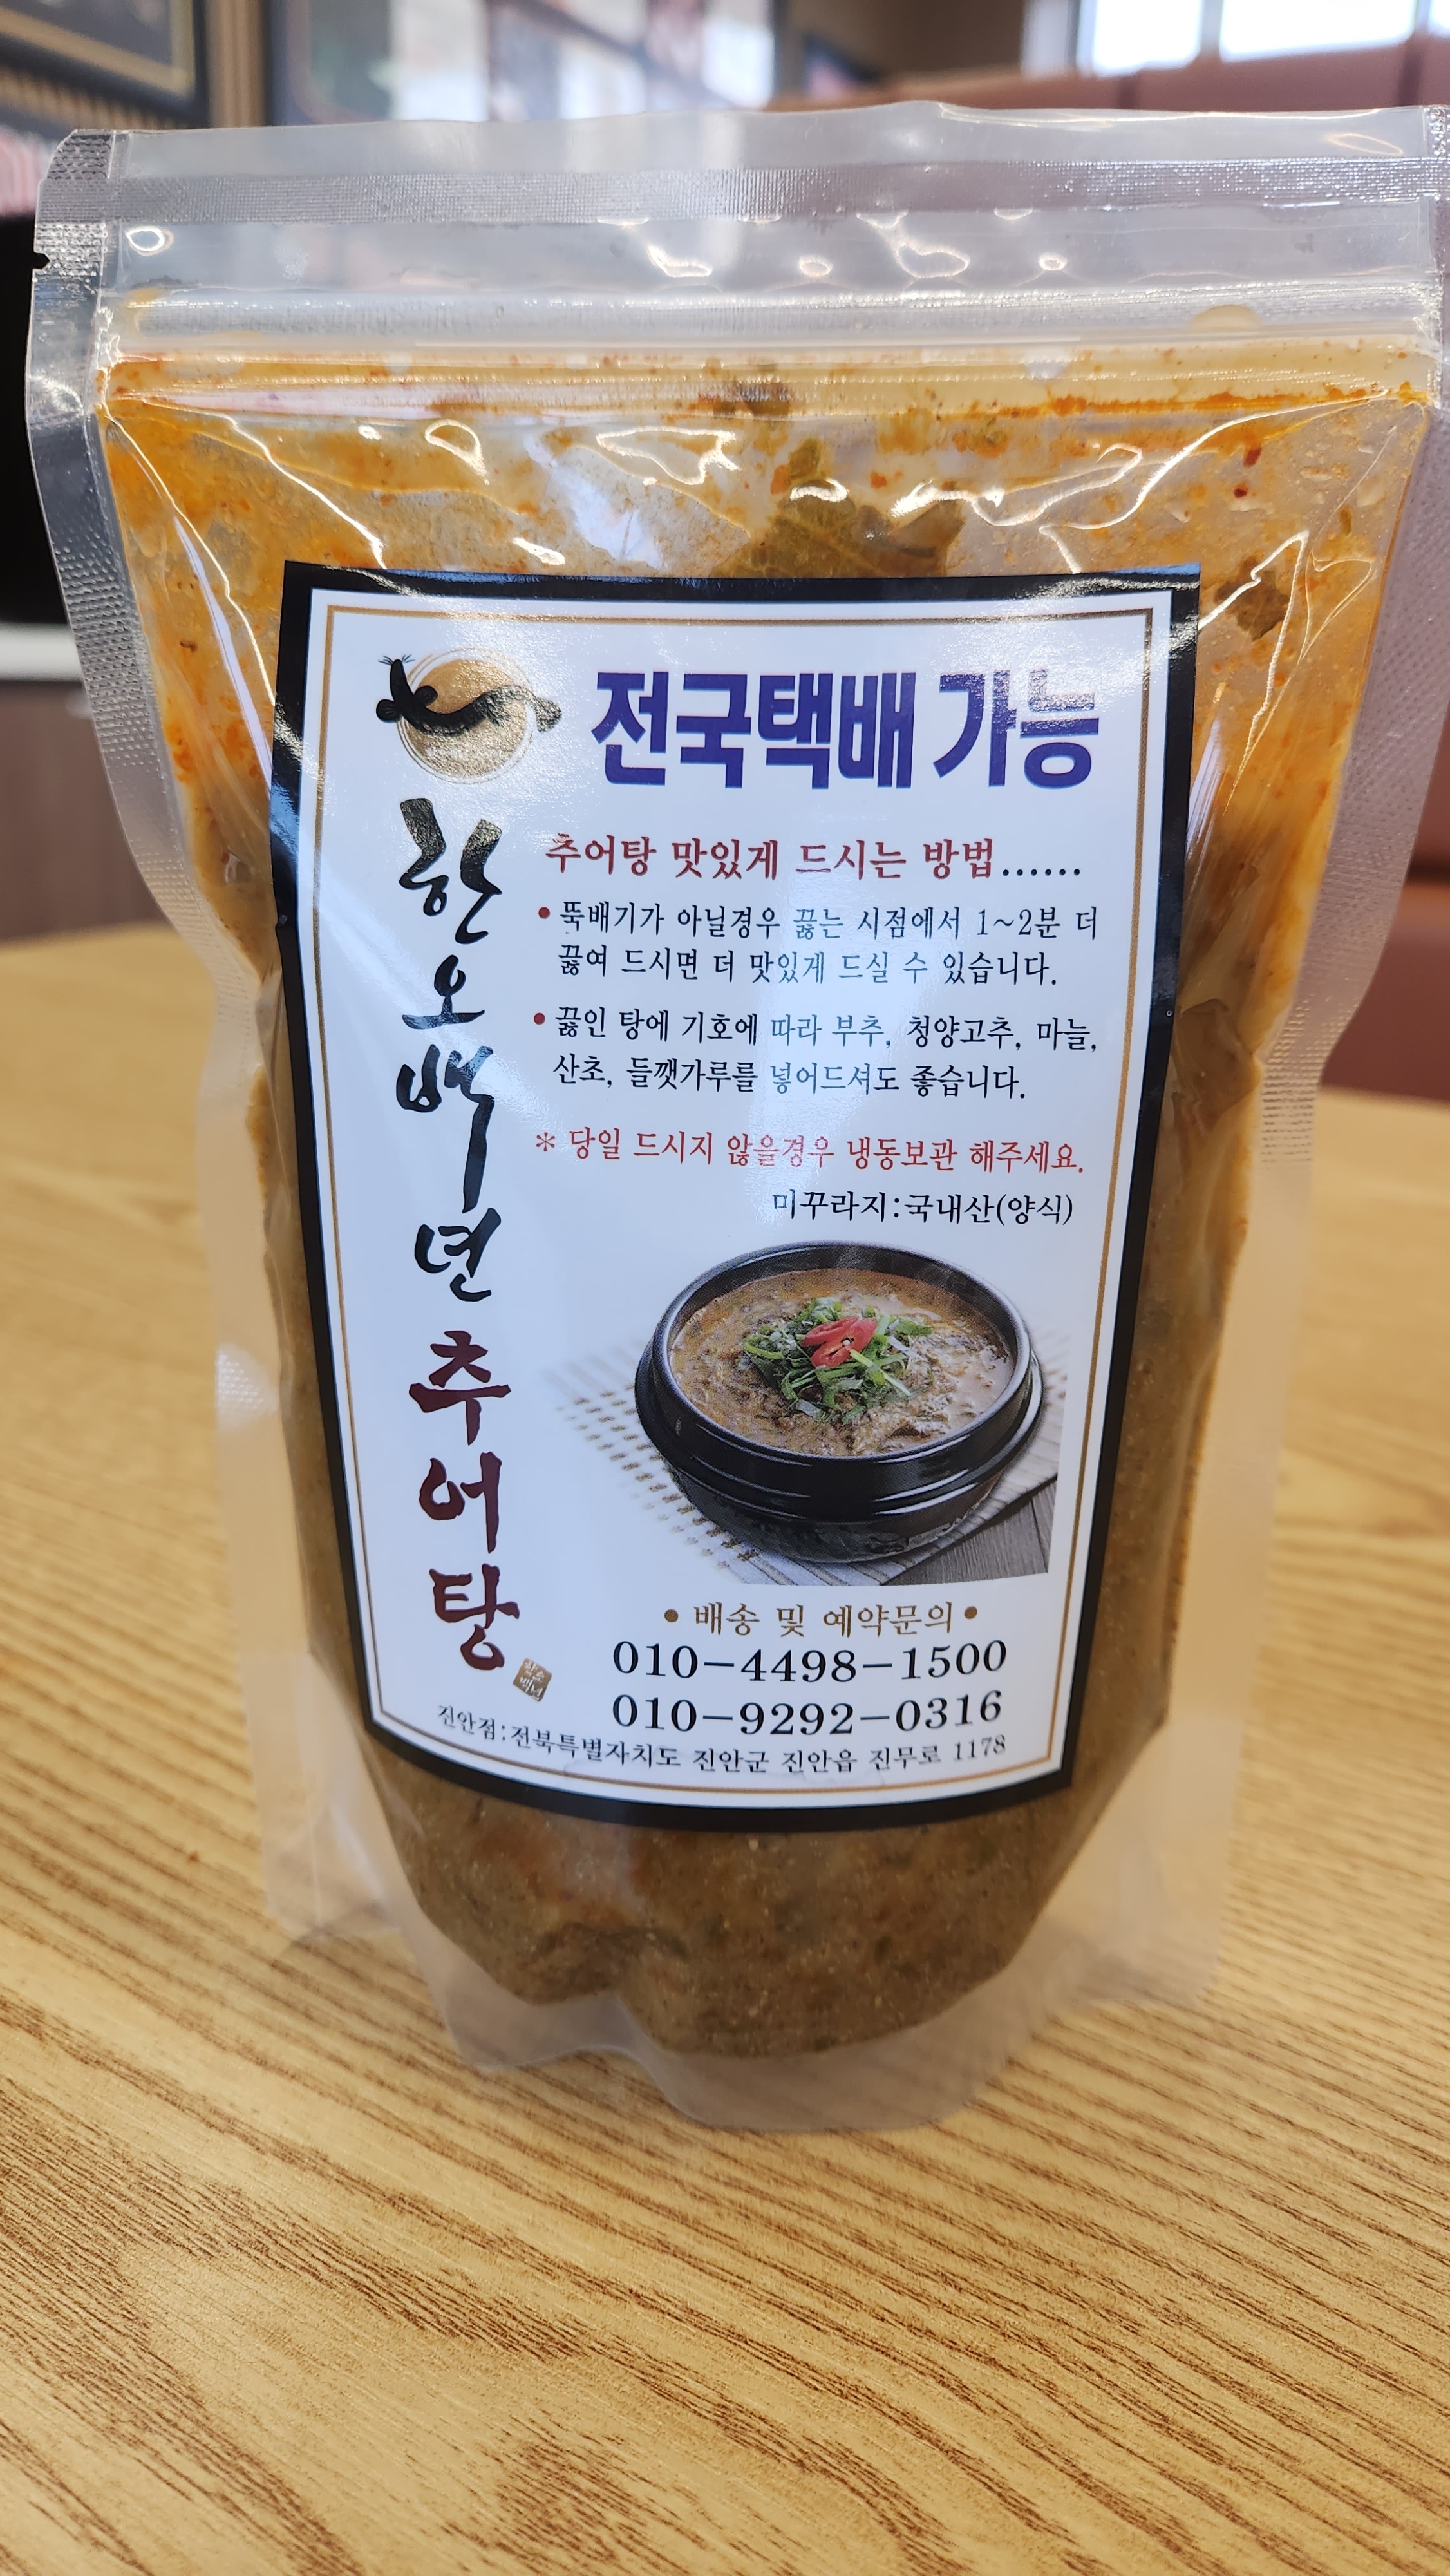 전국택배 가능
한오백년 추어탕
추어탕 맛있게 드시는 방법......
• 뚝배기가 아닐경우 끓는 시점에서 1~2분 더
끓여 드시면 더 맛있게 드실 수 있습니다.
• 끓인 탕에 기호에 따라 부추, 청양고추, 마늘,
산초, 들깻가루를 넣어드셔도 좋습니다.
* 당일 드시지 않을경우 냉동보관 해주세요.
미꾸라지:국내산(양식)
• 배송 및 예약문의 •
010-4498-1500
010-9292-0316
진안점:전북특별자치도 진안군 진안읍 진무로 1178